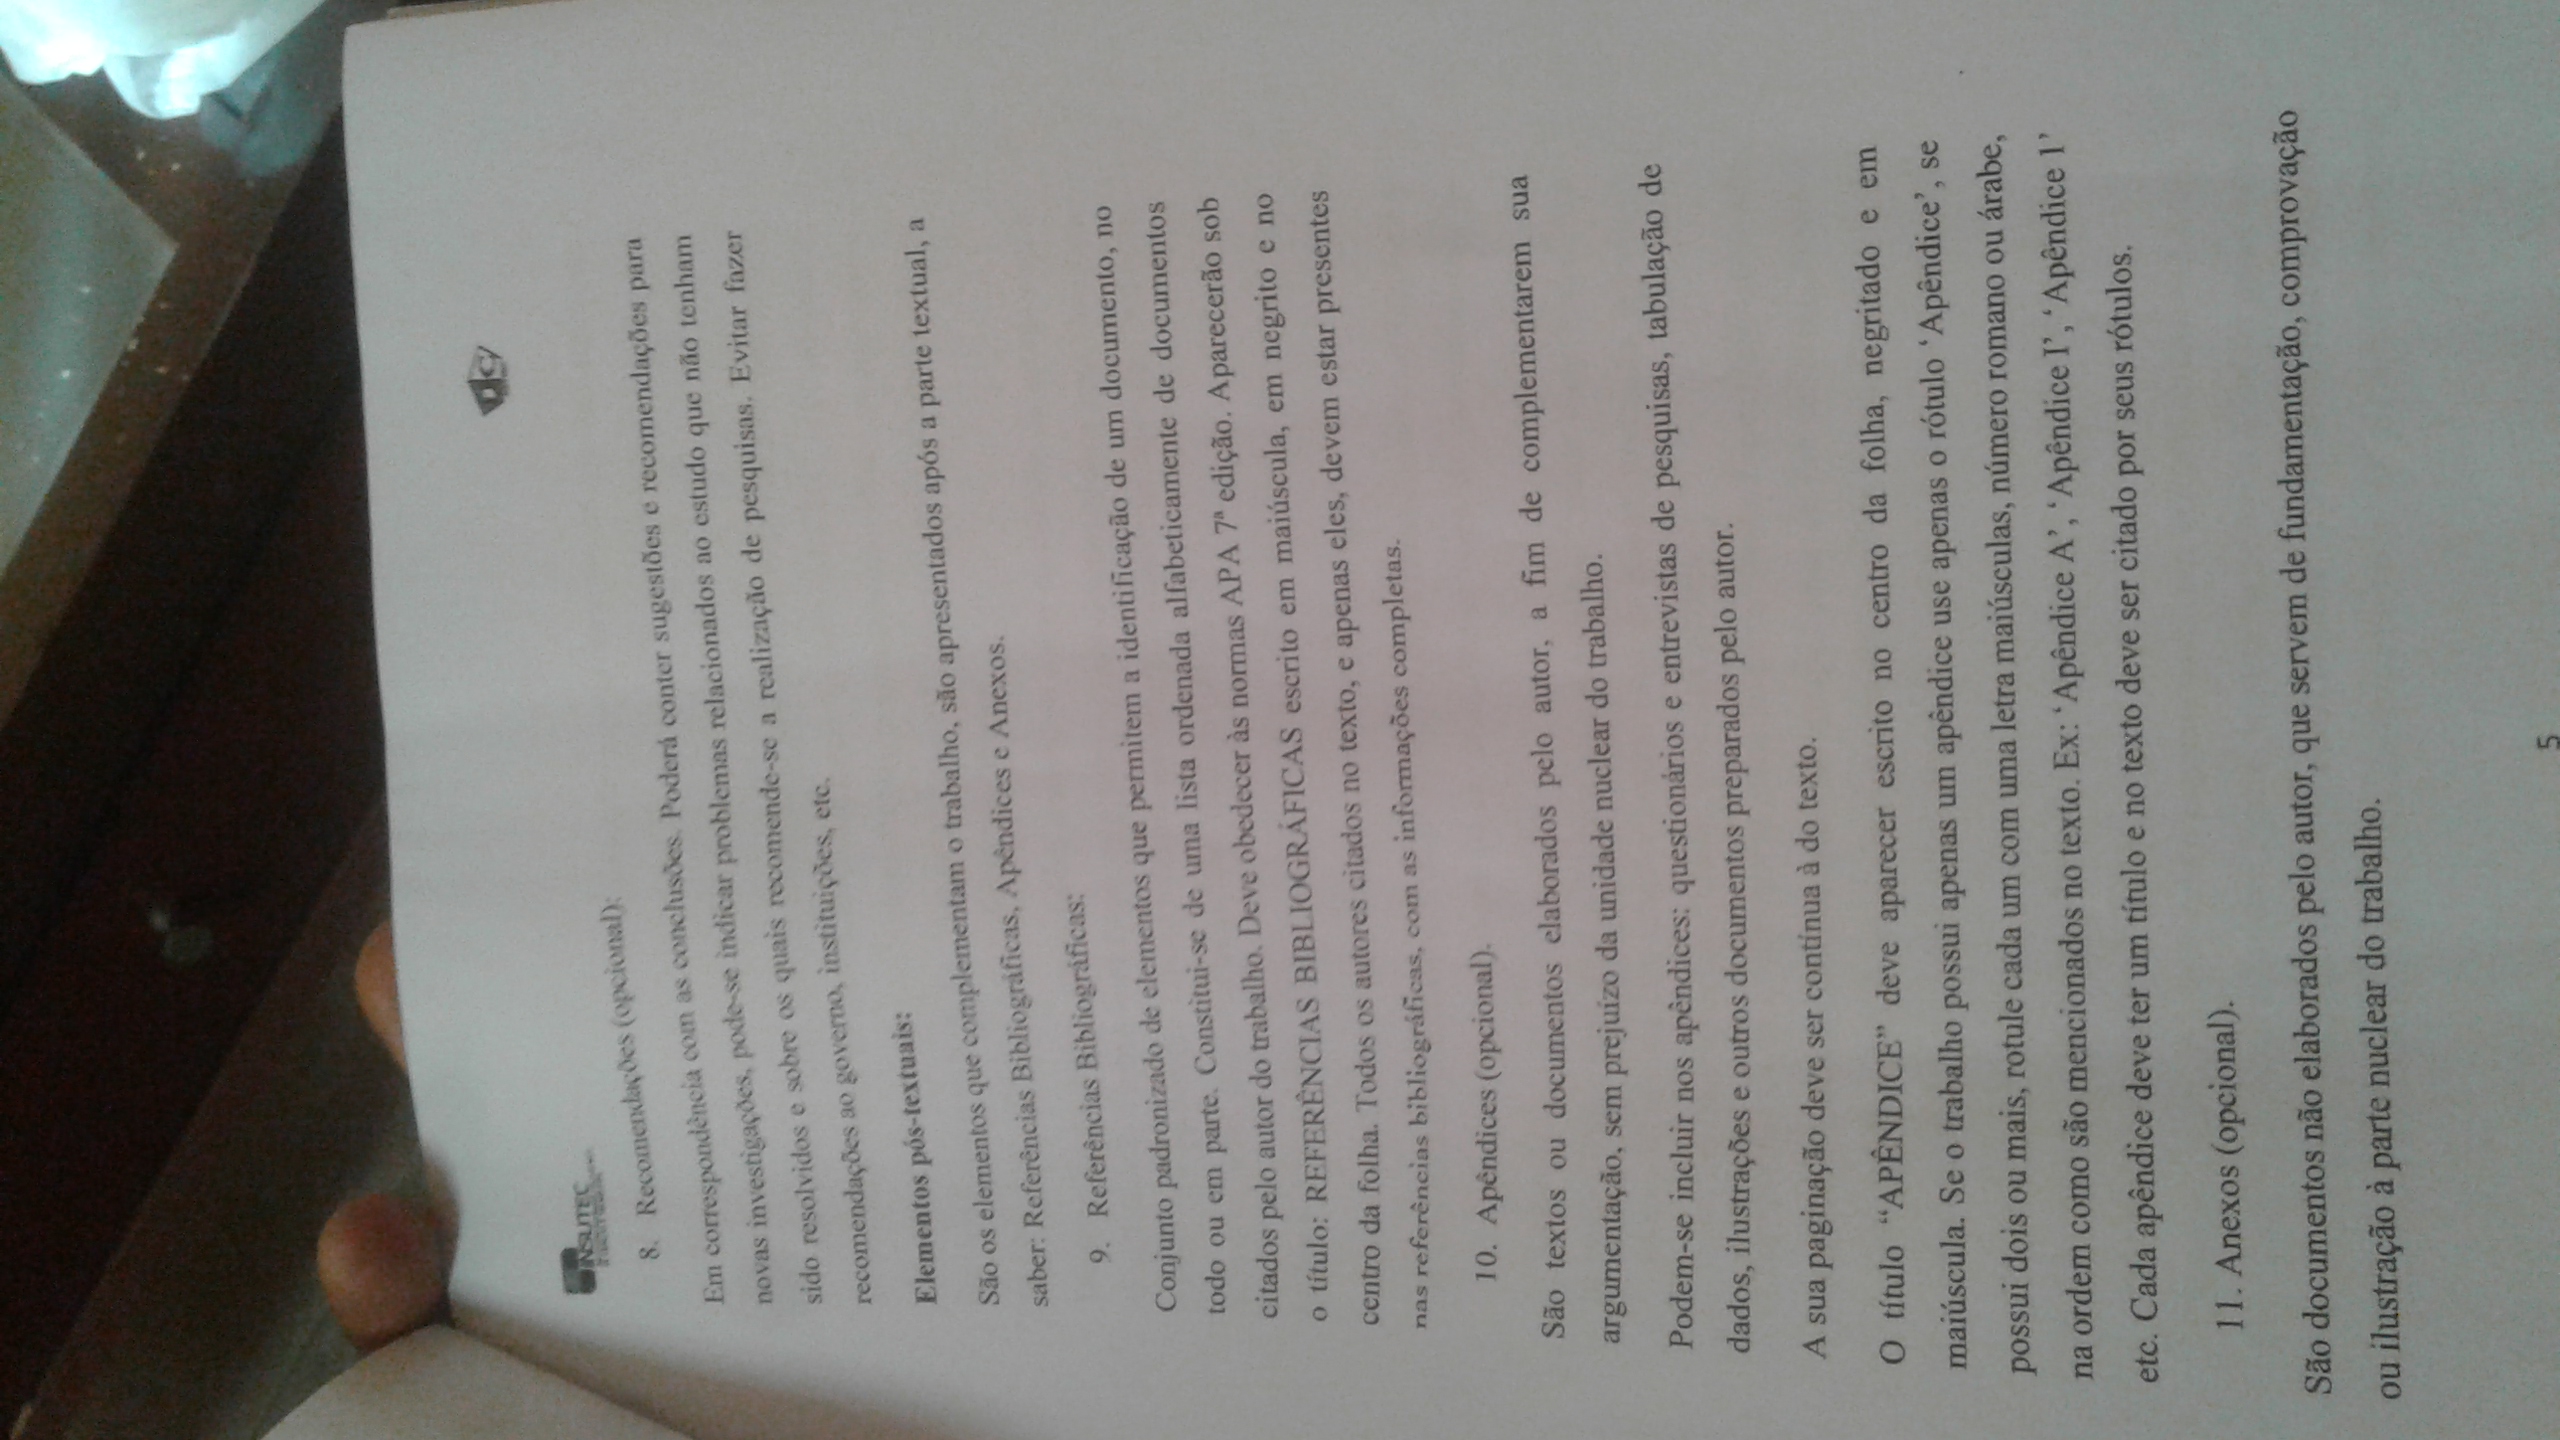 INSUTEC
8. Recomendações (opcional):
Em correspondência com as conclusões. Poderá conter sugestões e recomendações para
novas investigações, pode-se indicar problemas relacionados ao estudo que não tenham
sido resolvidos e sobre os quais recomende-se a realização de pesquisas. Evitar fazer
recomendações ao governo, instituições, etc.
Elementos pós-textuais:
São os elementos que complementam o trabalho, são apresentados após a parte textual, a
saber: Referências Bibliográficas, Apêndices e Anexos.
9. Referências Bibliográficas:
Conjunto padronizado de elementos que permitem a identificação de um documento, no
todo ou em parte. Constitui-se de uma lista ordenada alfabeticamente de documentos
citados pelo autor do trabalho. Deve obedecer às normas APA 7ª edição. Aparecerão sob
o título: REFERÊNCIAS BIBLIOGRÁFICAS escrito em maiúscula, em negrito e no
centro da folha. Todos os autores citados no texto, e apenas eles, devem estar presentes
nas referências bibliográficas, com as informações completas.
10. Apêndices (opcional).
São textos ou documentos elaborados pelo autor, a fim de complementarem sua
argumentação, sem prejuízo da unidade nuclear do trabalho.
Podem-se incluir nos apêndices: questionários e entrevistas de pesquisas, tabulação de
dados, ilustrações e outros documentos preparados pelo autor.
A sua paginação deve ser contínua à do texto.
O título “APÊNDICE” deve aparecer escrito no centro da folha, negritado e em
maiúscula. Se o trabalho possui apenas um apêndice use apenas o rótulo ‘Apêndice’, se
possui dois ou mais, rotule cada um com uma letra maiúsculas, número romano ou árabe,
na ordem como são mencionados no texto. Ex: ‘Apêndice A’, ‘Apêndice I’, ‘Apêndice 1’
etc. Cada apêndice deve ter um título e no texto deve ser citado por seus rótulos.
11. Anexos (opcional).
São documentos não elaborados pelo autor, que servem de fundamentação, comprovação
ou ilustração à parte nuclear do trabalho.
5